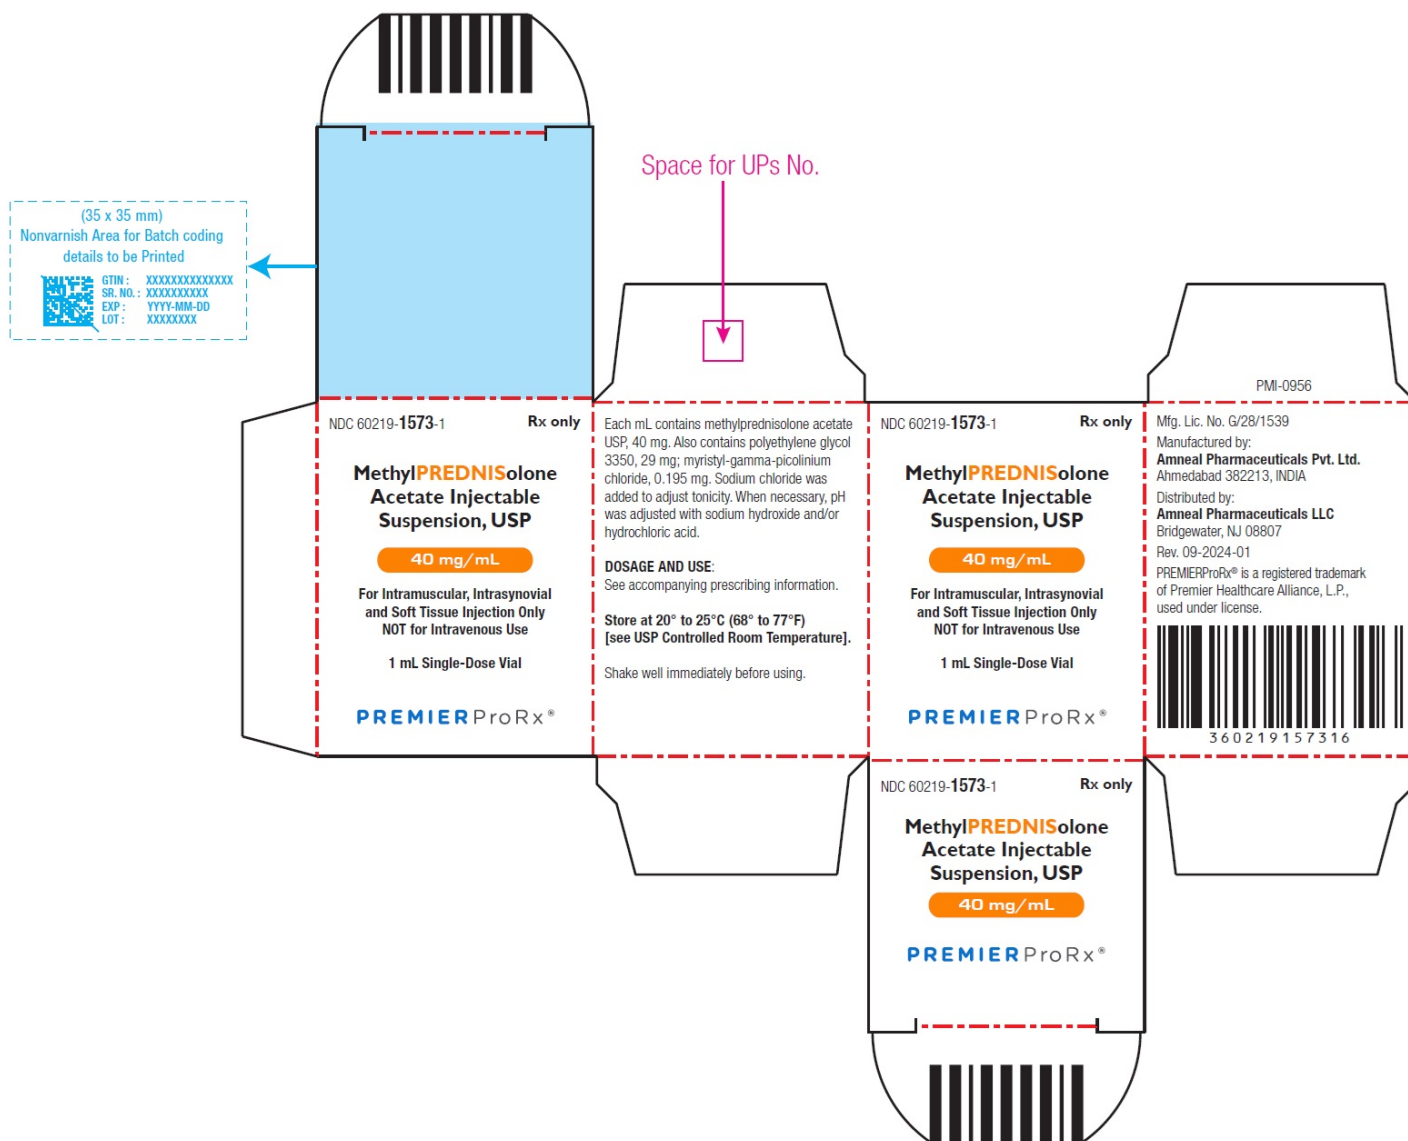 Space for UPs No.
(35 x 35 mm)
Nonvarnish Area for Batch coding
details to be Printed
GTIN : XXXXXXXXXXXXXX
SR. NO. : XXXXXXXXXX
EXP : YYYY-MM-DD
LOT : XXXXXXXX
NDC 60219-1573-1 Rx only
MethylPREDNISolone
Acetate Injectable
Suspension, USP
40 mg/mL
For Intramuscular, Intrasynovial
and Soft Tissue Injection Only
NOT for Intravenous Use
1 mL Single-Dose Vial
PREMIERProRx®
Each mL contains methylprednisolone acetate
USP, 40 mg. Also contains polyethylene glycol
3350, 29 mg; myristyl-gamma-picolinium
chloride, 0.195 mg. Sodium chloride was
added to adjust tonicity. When necessary, pH
was adjusted with sodium hydroxide and/or
hydrochloric acid.
DOSAGE AND USE:
See accompanying prescribing information.
Store at 20° to 25°C (68° to 77°F)
[see USP Controlled Room Temperature].
Shake well immediately before using.
NDC 60219-1573-1 Rx only
MethylPREDNISolone
Acetate Injectable
Suspension, USP
40 mg/mL
For Intramuscular, Intrasynovial
and Soft Tissue Injection Only
NOT for Intravenous Use
1 mL Single-Dose Vial
PREMIERProRx®
PMI-0956
Mfg. Lic. No. G/28/1539
Manufactured by:
Amneal Pharmaceuticals Pvt. Ltd.
Ahmedabad 382213, INDIA
Distributed by:
Amneal Pharmaceuticals LLC
Bridgewater, NJ 08807
Rev. 09-2024-01
PREMIERProRx® is a registered trademark
of Premier Healthcare Alliance, L.P.,
used under license.
360219157316
NDC 60219-1573-1 Rx only
MethylPREDNISolone
Acetate Injectable
Suspension, USP
40 mg/mL
PREMIERProRx®